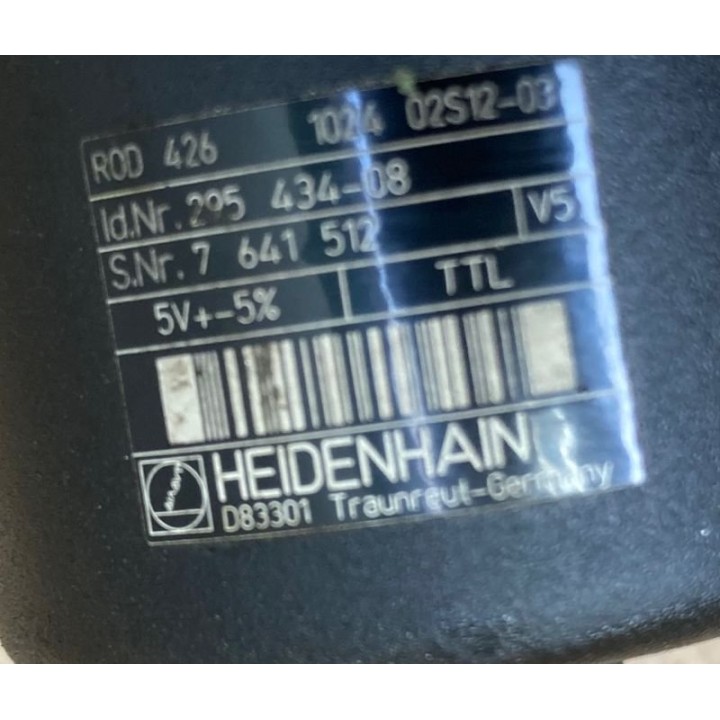 ROD 426 1024 02S12-03
Id.Nr. 295 434-08
S.Nr. 7 641 512 V5
5V+-5% TTL
HEIDENHAIN
D83301 Traunreut-Germany